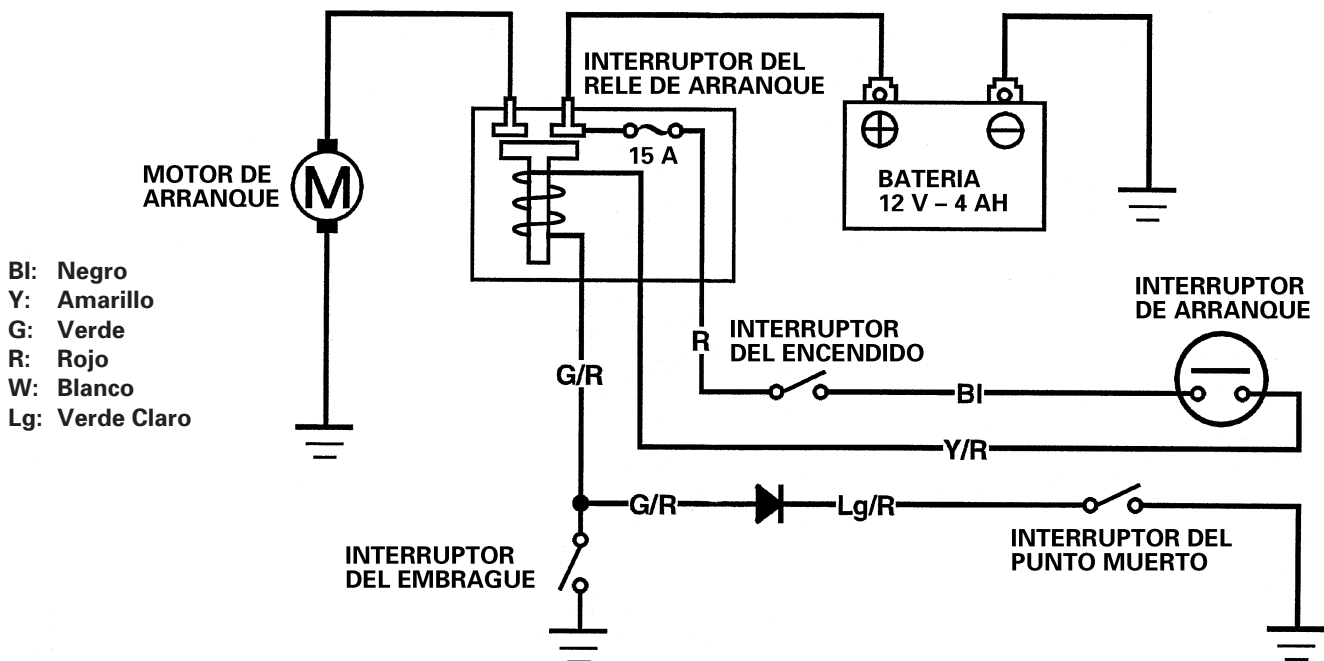 INTERRUPTOR DEL
RELE DE ARRANQUE
15 A
MOTOR DE
ARRANQUE
M
BATERIA
12 V – 4 AH
Bl: Negro
Y: Amarillo
G: Verde
R: Rojo
W: Blanco
Lg: Verde Claro
INTERRUPTOR
DE ARRANQUE
R
INTERRUPTOR
DEL ENCENDIDO
G/R
Bl
Y/R
G/R
Lg/R
INTERRUPTOR
DEL EMBRAGUE
INTERRUPTOR DEL
PUNTO MUERTO